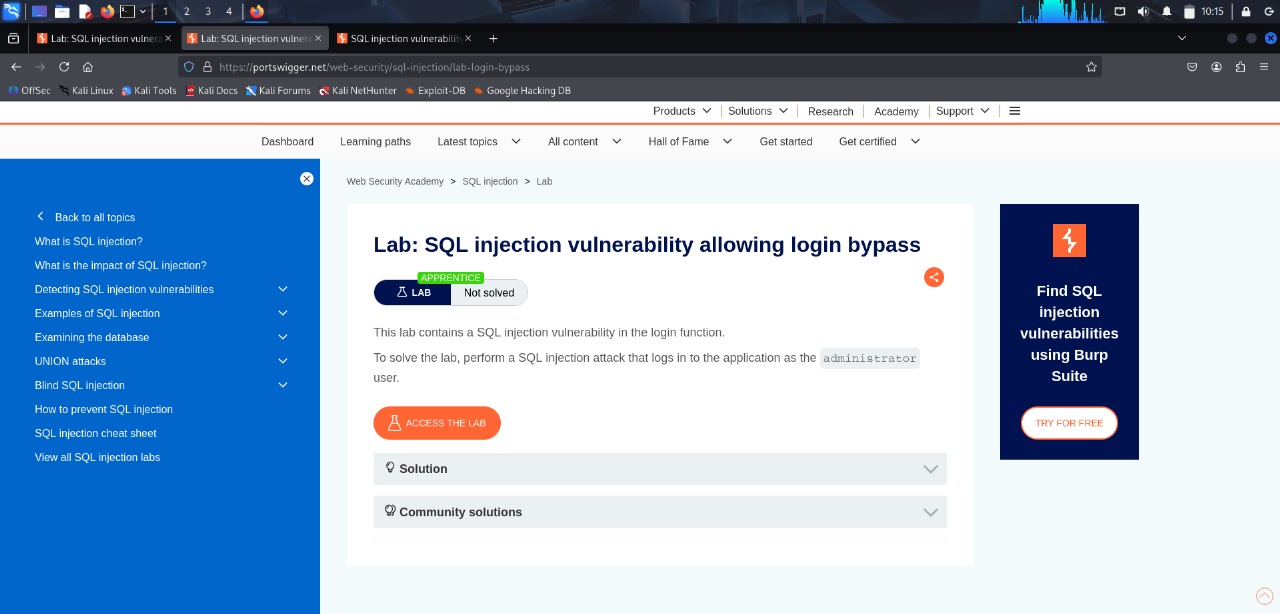 1 2 3 4 10:15
Lab: SQL injection vulnera Lab: SQL injection vulnera SQL injection vulnerabilit
https://portswigger.net/web-security/sql-injection/lab-login-bypass
OffSec Kali Linux Kali Tools Kali Docs Kali Forums Kali NetHunter Exploit-DB Google Hacking DB
Products Solutions Research Academy Support
Dashboard Learning paths Latest topics All content Hall of Fame Get started Get certified
Back to all topics
What is SQL injection?
What is the impact of SQL injection?
Detecting SQL injection vulnerabilities
Examples of SQL injection
Examining the database
UNION attacks
Blind SQL injection
How to prevent SQL injection
SQL injection cheat sheet
View all SQL injection labs
Web Security Academy > SQL injection > Lab
Lab: SQL injection vulnerability allowing login bypass
APPRENTICE
LAB Not solved
This lab contains a SQL injection vulnerability in the login function.
To solve the lab, perform a SQL injection attack that logs in to the application as the administrator
user.
ACCESS THE LAB
Solution
Community solutions
Find SQL
injection
vulnerabilities
using Burp
Suite
TRY FOR FREE